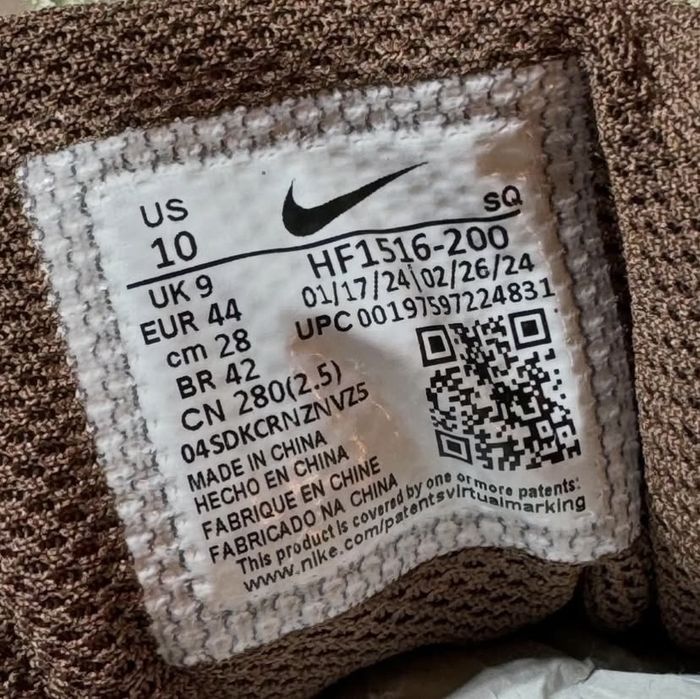 US
10
SQ
HF1516-200
01/17/24\02/26/24
UPC 00197597224831
UK 9
EUR 44
cm 28
BR 42
CN 280(2.5)
04SDKCRNZNVZ5
MADE IN CHINA
HECHO EN CHINA
FABRIQUE EN CHINE
FABRICADO NA CHINA
This product is covered by one or more patents:
www.nike.com/patentsvirtualmarking